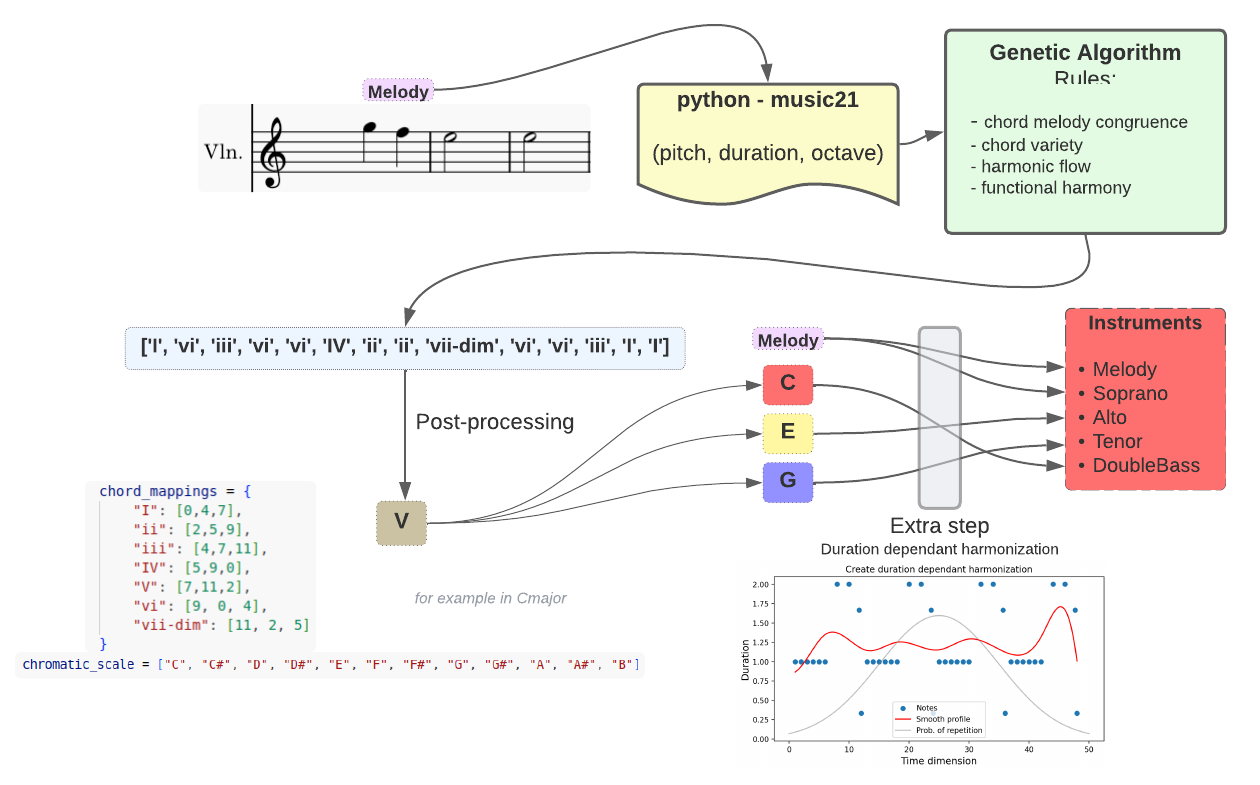 Melody
Vln.
python - music21
(pitch, duration, octave)
Genetic Algorithm
Rules:
- chord melody congruence
- chord variety
- harmonic flow
- functional harmony
['I', 'vi', 'iii', 'vi', 'vi', 'IV', 'ii', 'ii', 'vii-dim', 'vi', 'vi', 'iii', 'I', 'I']
Post-processing
V
for example in Cmajor
chord_mappings = {
"I": [0,4,7],
"ii": [2,5,9],
"iii": [4,7,11],
"IV": [5,9,0],
"V": [7,11,2],
"vi": [9, 0, 4],
"vii-dim": [11, 2, 5]
}
chromatic_scale = ["C", "C#", "D", "D#", "E", "F", "F#", "G", "G#", "A", "A#", "B"]
Melody
C
E
G
Instruments
• Melody
• Soprano
• Alto
• Tenor
• DoubleBass
Extra step
Duration dependant harmonization
Create duration dependant harmonization
Duration
2.00
1.75
1.50
1.25
1.00
0.75
0.50
0.25
0.00
Notes
Smooth profile
Prob. of repetition
0 10 20 30 40 50
Time dimension